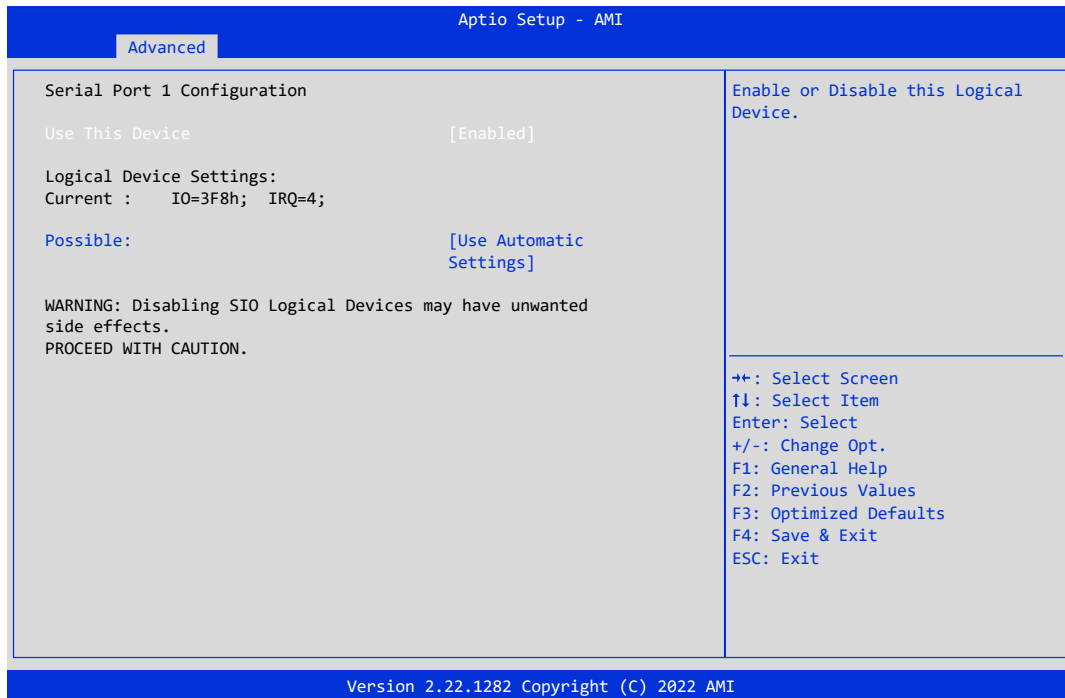 Aptio Setup - AMI
Advanced
Serial Port 1 Configuration
Use This Device [Enabled]
Logical Device Settings:
Current : IO=3F8h; IRQ=4;
Possible: [Use Automatic
Settings]
WARNING: Disabling SIO Logical Devices may have unwanted
side effects.
PROCEED WITH CAUTION.
Enable or Disable this Logical
Device.
→←: Select Screen
↑↓: Select Item
Enter: Select
+/-: Change Opt.
F1: General Help
F2: Previous Values
F3: Optimized Defaults
F4: Save & Exit
ESC: Exit
Version 2.22.1282 Copyright (C) 2022 AMI